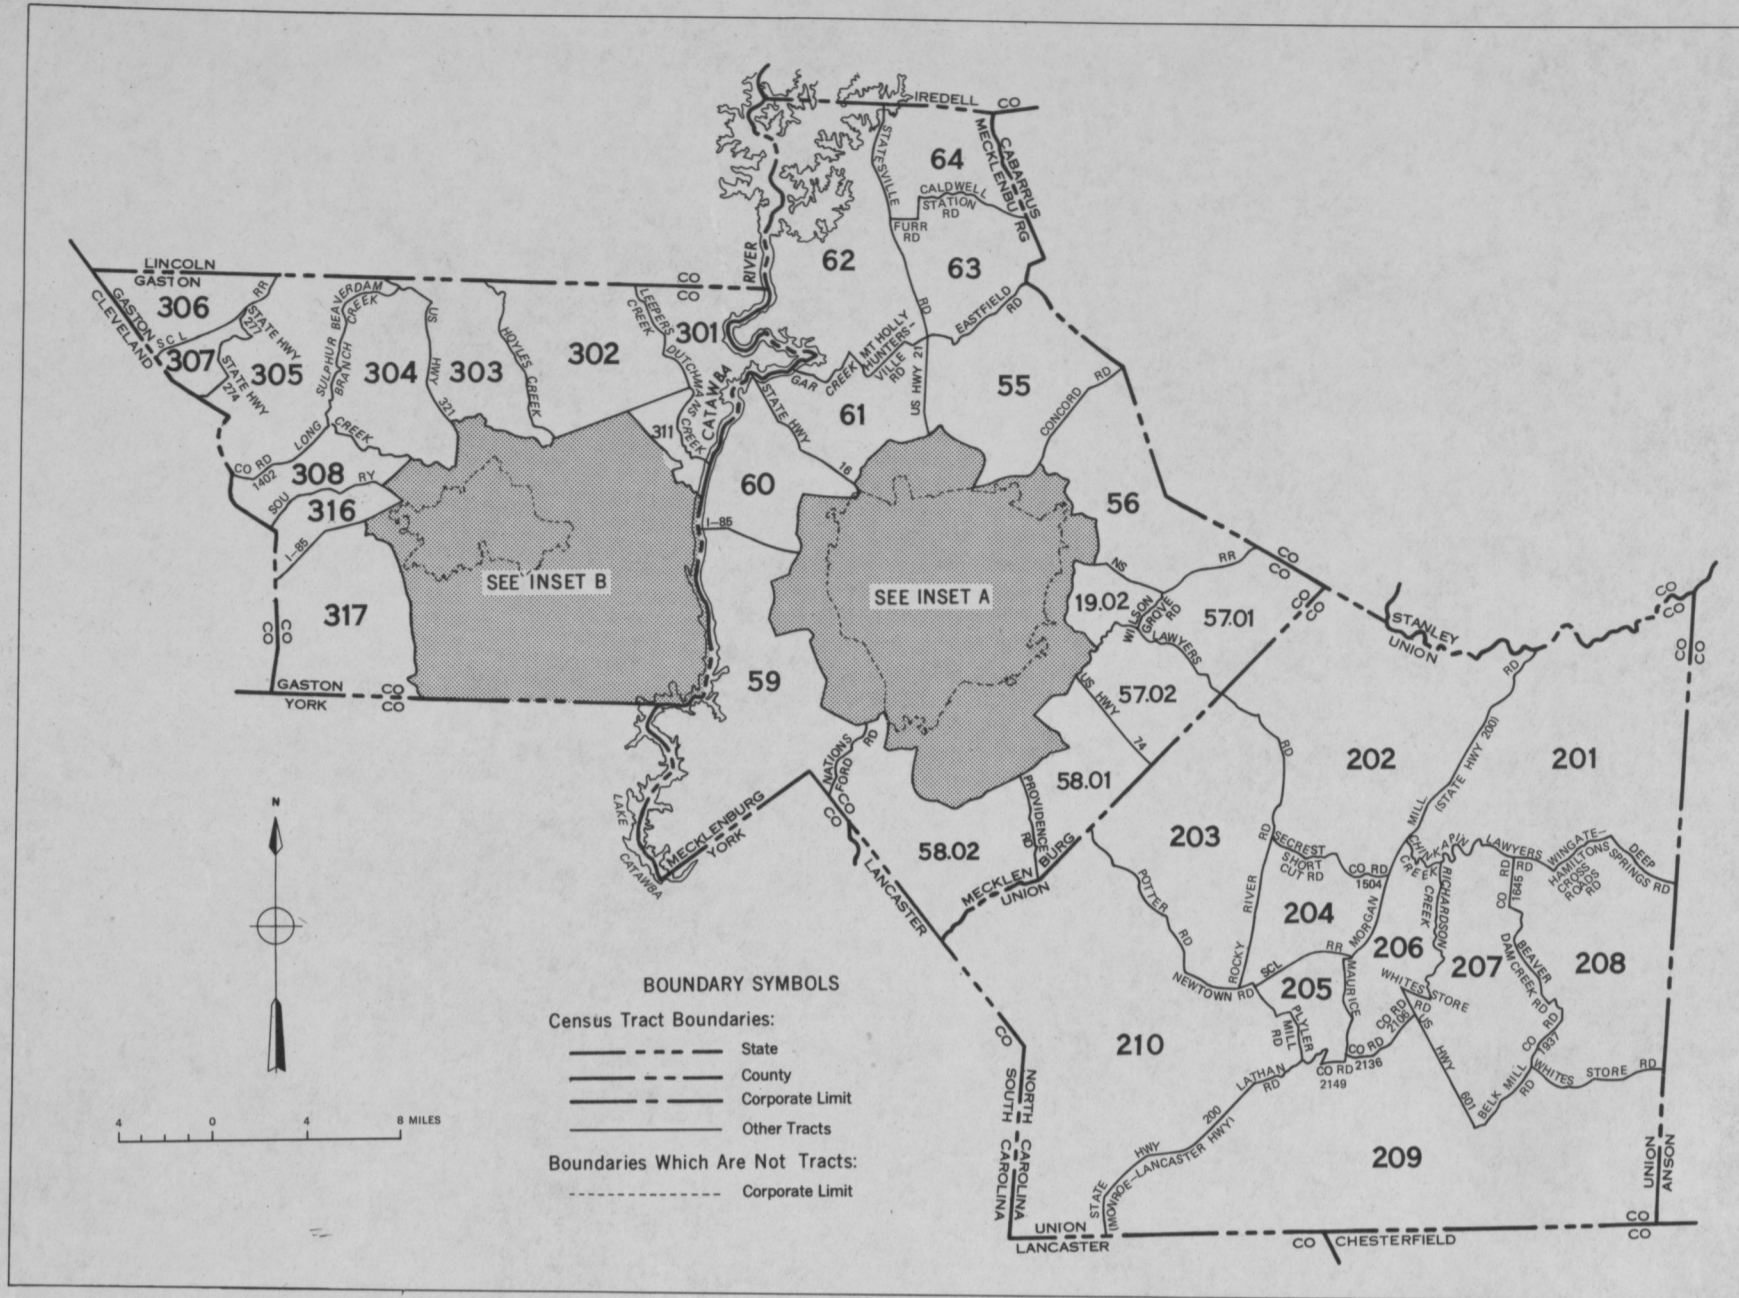 IREDELL CO
CABARRUS
MECKLENBURG
STATESVILLE RD
64
CALDWELL
STATION
RD
FURR
RD
62
63
RIVER
LINCOLN CO
GASTON CO
GASTON
CLEVELAND
306
SCL RR
STATE HWY
277
307
305
STATE HWY
274
SULPHUR BEAVERDAM
BRANCH CREEK
304
US HWY 321
303
HOYLES CREEK
302
LEEPERS
CREEK
301
DUTCHMANS
CREEK
CATAWBA
311
GAR CREEK
MT HOLLY
HUNTERS-
VILLE
RD
EASTFIELD
RD
US HWY 21
55
CONCORD RD
61
STATE HWY 16
LONG CREEK
CO RD
1402
308
SOU RY
316
I-85
60
I-85
56
SEE INSET B
SEE INSET A
317
CO
CO
NS RR
CO
CO
19.02
WILSON
GROVE
RD
57.01
CO
CO
LAWYERS RD
STANLEY
UNION
CO
CO
CO
CO
GASTON CO
YORK CO
59
57.02
US HWY 74
58.01
NATIONS
FORD
RD
PROVIDENCE
RD
202
MILL RD
(STATE HWY 200)
201
LAKE
CATAWBA
MECKLENBURG
YORK
CO
CO
LANCASTER
58.02
MECKLENBURG
UNION
203
POTTER RD
ROCKY RIVER RD
SECREST
SHORT
CUT RD
CO RD
1504
CHINKAPIN
CREEK
LAWYERS
RD
WINGATE-
HAMILTONS
CROSS
ROADS
RD
DEEP
SPRINGS RD
204
MORGAN
206
RICHARDSON
CREEK
CO RD
1645
207
BEAVER
DAM CREEK RD
208
NEWTOWN RD
SCL RR
205
MAURICE
WHITES STORE
RD
PLYLER
MILL
RD
CO RD
2106
CO RD
2136
CO RD
2149
US HWY 601
CO RD
1937
BELK MILL
RD
WHITES STORE RD
210
LATHAN
RD
STATE HWY 200
(MONROE-LANCASTER HWY)
209
CO
NORTH CAROLINA
SOUTH CAROLINA
UNION
ANSON
UNION
LANCASTER
CO CHESTERFIELD
CO
CO
N
4 0 4 8 MILES
BOUNDARY SYMBOLS
Census Tract Boundaries:
State
County
Corporate Limit
Other Tracts
Boundaries Which Are Not Tracts:
Corporate Limit